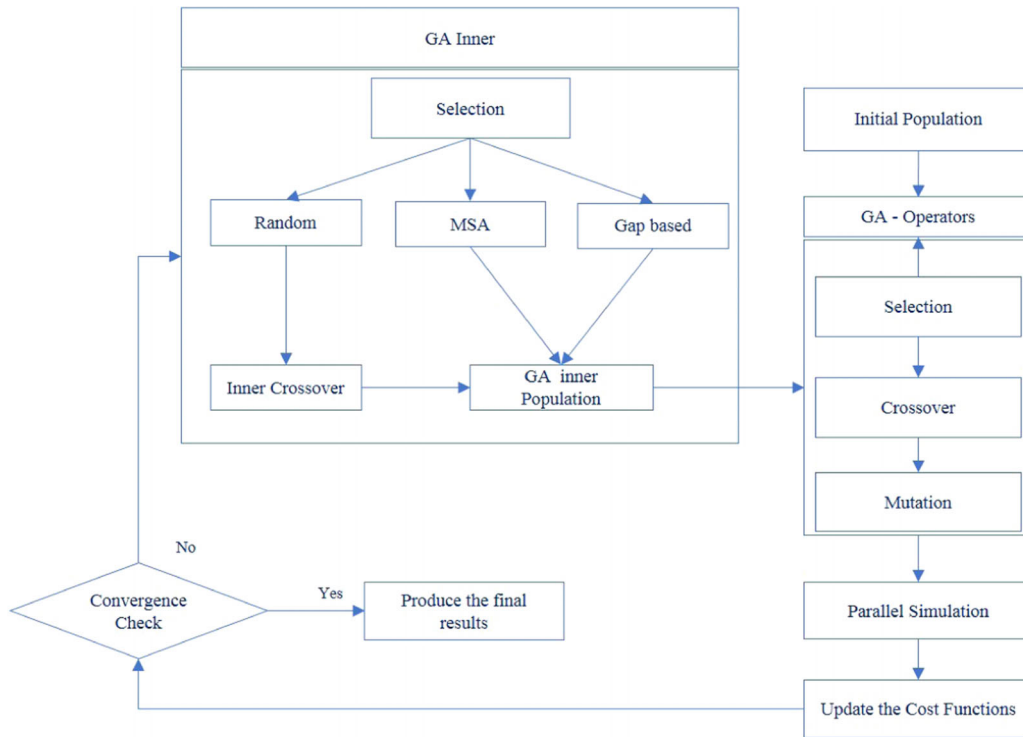 GA Inner
Selection
Random
MSA
Gap based
Inner Crossover
GA inner
Population
Initial Population
GA - Operators
Selection
Crossover
Mutation
Parallel Simulation
Update the Cost Functions
Convergence
Check
No
Yes
Produce the final
results